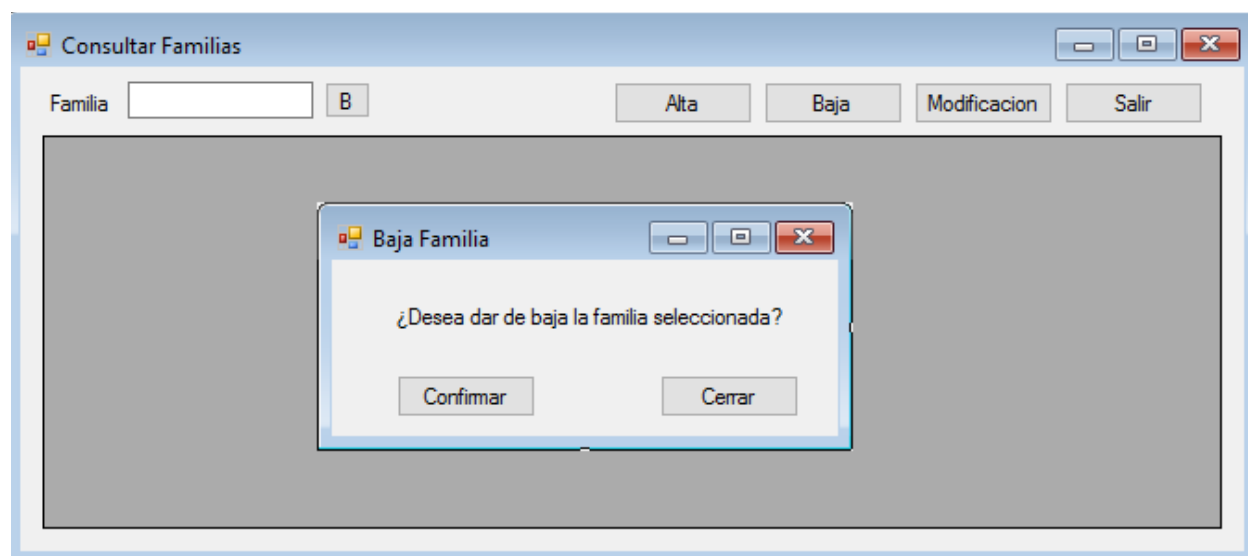 Consultar Familias
Familia B Alta Baja Modificacion Salir
Baja Familia
¿Desea dar de baja la familia seleccionada?
Confirmar Cerrar